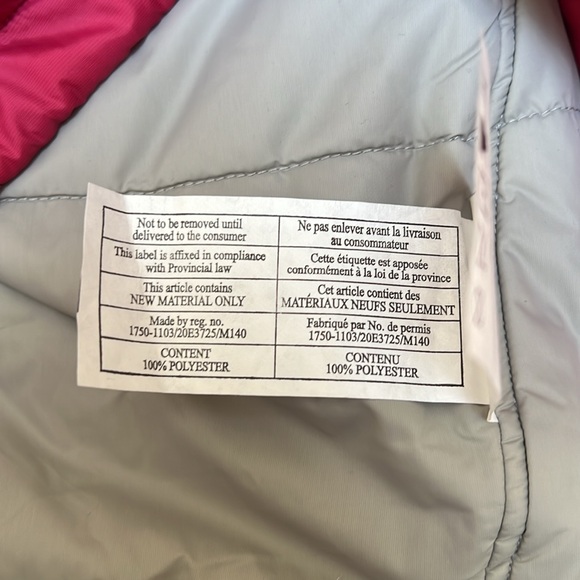 Not to be removed until
delivered to the consumer
This label is affixed in compliance
with Provincial law
This article contains
NEW MATERIAL ONLY
Made by reg. no.
1750-1103/20E3725/M140
CONTENT
100% POLYESTER
Ne pas enlever avant la livraison
au consommateur
Cette étiquette est apposée
conformément à la loi de la province
Cet article contient des
MATÉRIAUX NEUFS SEULEMENT
Fabriqué par No. de permis
1750-1103/20E3725/M140
CONTENU
100% POLYESTER